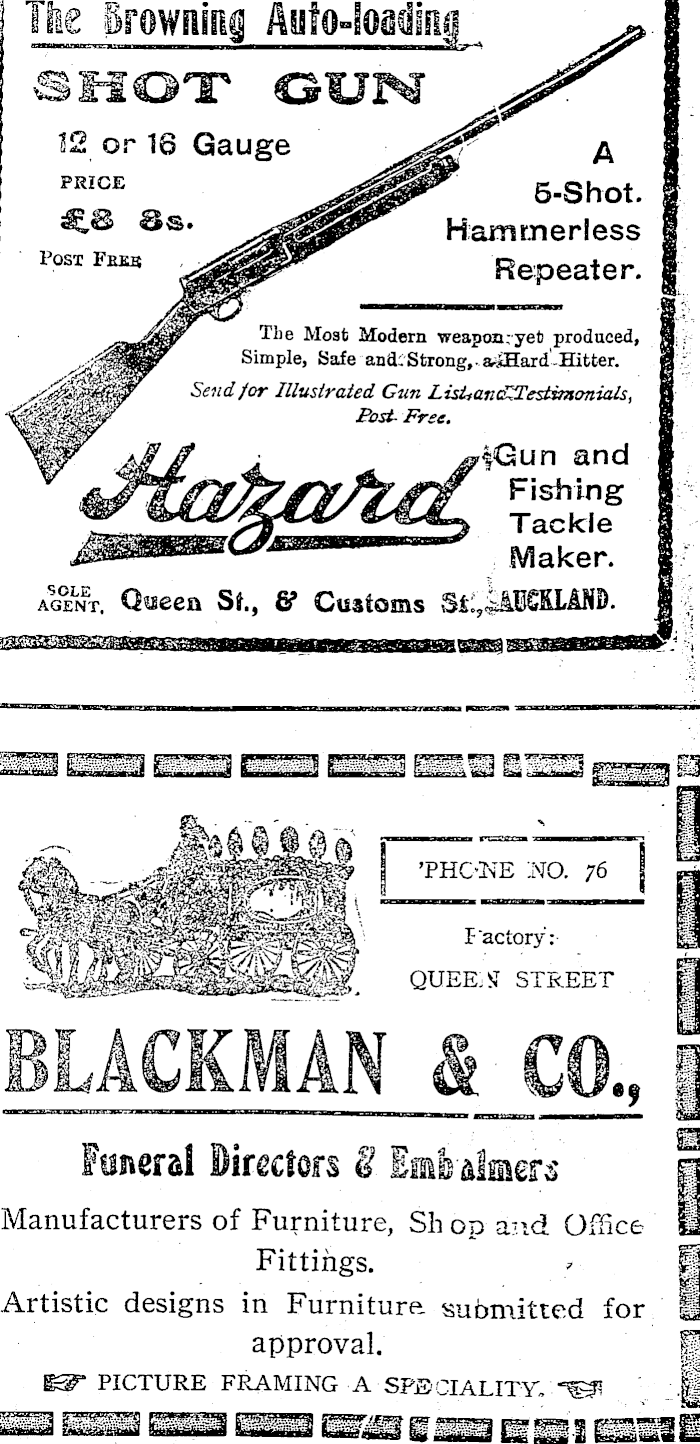 The Browning Auto-loading
SHOT GUN
12 or 16 Gauge
PRICE
£8 8s.
POST FREE
A
5-Shot.
Hammerless
Repeater.
The Most Modern weapon yet produced,
Simple, Safe and Strong, a Hard Hitter.
Send for Illustrated Gun List and Testimonials,
Post Free.
Hazard
Gun and
Fishing
Tackle
Maker.
SOLE
AGENT,
Queen St., & Customs St., AUCKLAND.
'PHONE NO. 76
Factory:
QUEEN STREET
BLACKMAN & CO.,
Funeral Directors & Embalmers
Manufacturers of Furniture, Shop and Office
Fittings.
Artistic designs in Furniture submitted for
approval.
☞ PICTURE FRAMING A SPECIALITY. ☜